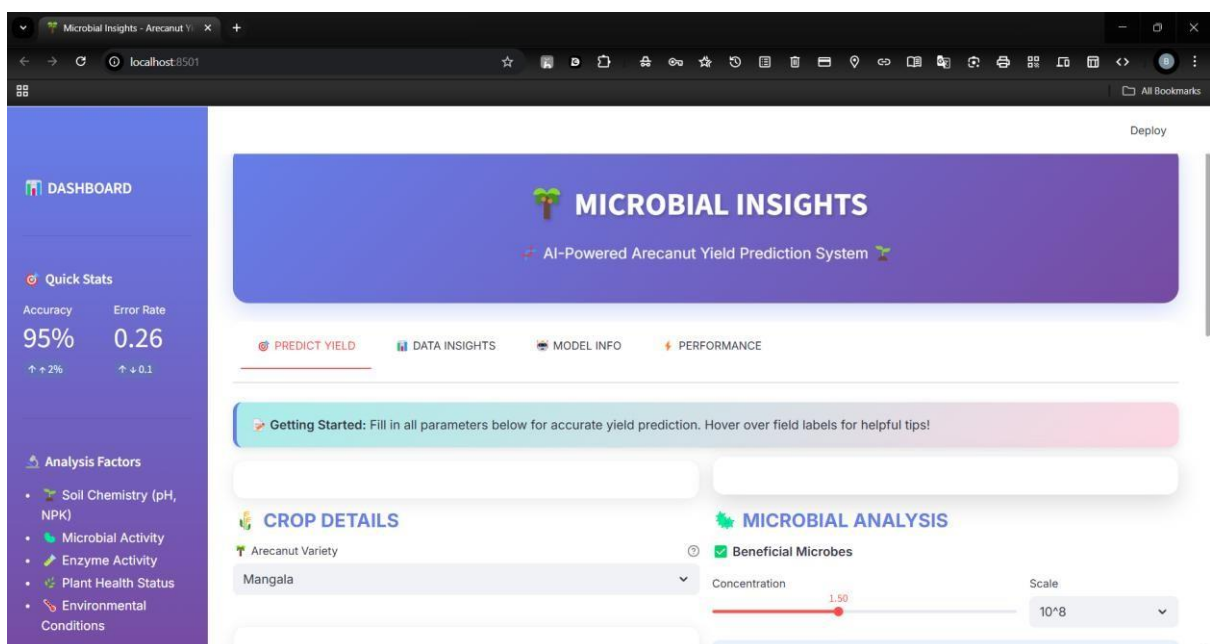 Microbial Insights - Arecanut Yi
localhost:8501
All Bookmarks
Deploy
DASHBOARD
Quick Stats
Accuracy
Error Rate
95%
0.26
↑ +2%
↑ ↓0.1
Analysis Factors
• Soil Chemistry (pH,
NPK)
• Microbial Activity
• Enzyme Activity
• Plant Health Status
• Environmental
Conditions
MICROBIAL INSIGHTS
AI-Powered Arecanut Yield Prediction System
PREDICT YIELD
DATA INSIGHTS
MODEL INFO
PERFORMANCE
Getting Started: Fill in all parameters below for accurate yield prediction. Hover over field labels for helpful tips!
CROP DETAILS
Arecanut Variety
Mangala
MICROBIAL ANALYSIS
Beneficial Microbes
Concentration
1.50
Scale
10^8